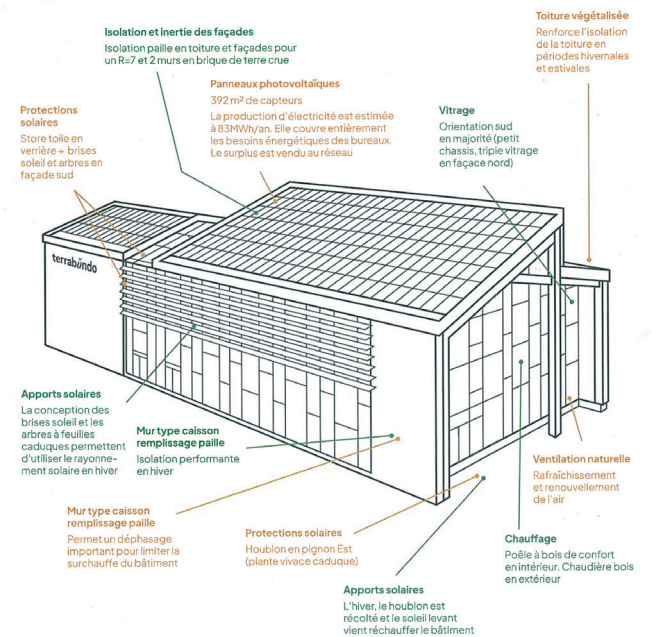 Toiture végétalisée
Renforce l'isolation
de la toiture en
périodes hivernales
et estivales
Isolation et inertie des façades
Isolation paille en toiture et façades pour
un R=7 et 2 murs en brique de terre crue
Panneaux photovoltaïques
392 m² de capteurs
La production d'électricité est estimée
à 83MWh/an. Elle couvre entièrement
les besoins énergétiques des bureaux.
Le surplus est vendu au réseau
Protections
solaires
Store toile en
verrière + brises
soleil et arbres en
façade sud
Vitrage
Orientation sud
en majorité (petit
chassis, triple vitrage
en façace nord)
terrabundo
Apports solaires
La conception des
brises soleil et les
arbres à feuilles
caduques permettent
d'utiliser le rayonne-
ment solaire en hiver
Mur type caisson
remplissage paille
Isolation performante
en hiver
Ventilation naturelle
Rafraîchissement
et renouvellement
de l'air
Mur type caisson
remplissage paille
Permet un déphasage
important pour limiter la
surchauffe du bâtiment
Protections solaires
Houblon en pignon Est
(plante vivace caduque)
Chauffage
Poêle à bois de confort
en intérieur. Chaudière bois
en extérieur
Apports solaires
L'hiver, le houblon est
récolté et le soleil levant
vient réchauffer le bâtiment